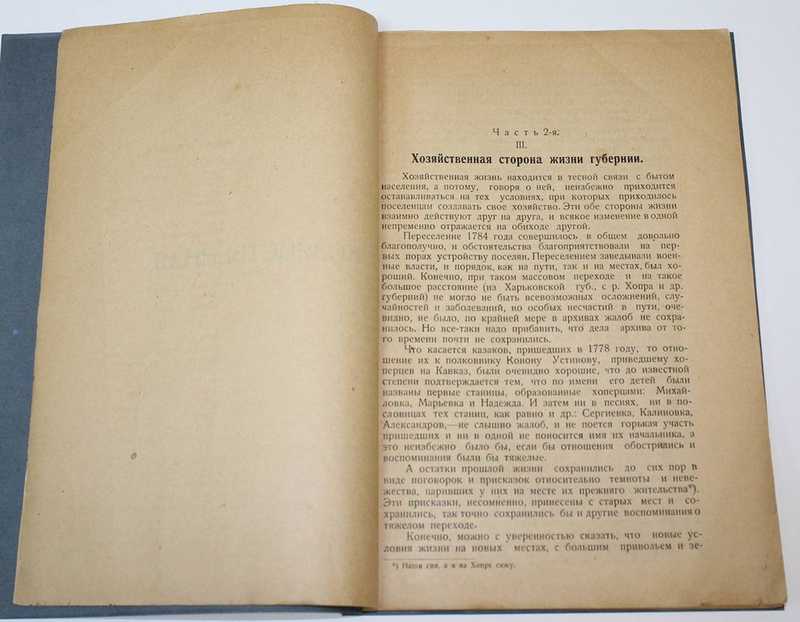 Часть 2-я.
III.
Хозяйственная сторона жизни губернии.
Хозяйственная жизнь находится в тесной связи с бытом
населения, а потому, говоря о ней, неизбежно приходится
останавливаться на тех условиях, при которых приходилось
поселенцам создавать свое хозяйство. Эти обе стороны жизни
взаимно действуют друг на друга, и всякое изменение в одной
непременно отражается на обиходе другой.
Переселение 1784 года совершилось в общем довольно
благополучно, и обстоятельства благоприятствовали на пер-
вых порах устройству поселян. Переселением заведывали воен-
ные власти, и порядок, как на пути, так и на местах, был хо-
роший. Конечно, при таком массовом переходе и на такое
большое расстояние (из Харьковской губ., с р. Хопра и др.
губерний) не могло не быть всевозможных осложнений, слу-
чайностей и заболеваний, но особых несчастий в пути, оче-
видно, не было, по крайней мере в архивах жалоб не сохра-
нилось. Но все-таки надо прибавить, что дела архива от то-
го времени почти не сохранились.
Что касается казаков, пришедших в 1778 году, то отно-
шение их к полковнику Конону Устинову, приведшему хо-
перцев на Кавказ, были очевидно хорошие, что до известной
степени подтверждается тем, что по имени его детей были
названы первые станицы, образованные хоперцами: Михай-
ловка, Марьевка и Надежда. И затем ни в песнях, ни в по-
словицах тех станиц, как равно и др.: Сергиевка, Калиновка,
Александров,—не слышно жалоб, и не поется горькая участь
пришедших и ни в одной не поносится имя их начальника, а
это неизбежно было бы, если бы отношения обострились и
воспоминания были бы тяжелые.
А остатки прошлой жизни сохранились до сих пор в
виде поговорок и присказок относительно темноты и неве-
жества, паривших у них на месте их прежняго жительства*).
Эти присказки, несомненно, принесены с старых мест и со-
хранились, так точно сохранились бы и другие воспоминания о
тяжелом переходе.
Конечно, можно с уверенностью сказать, что новые ус-
ловия жизни на новых местах, с большим привольем и зе-
*) на Хопре сижу.